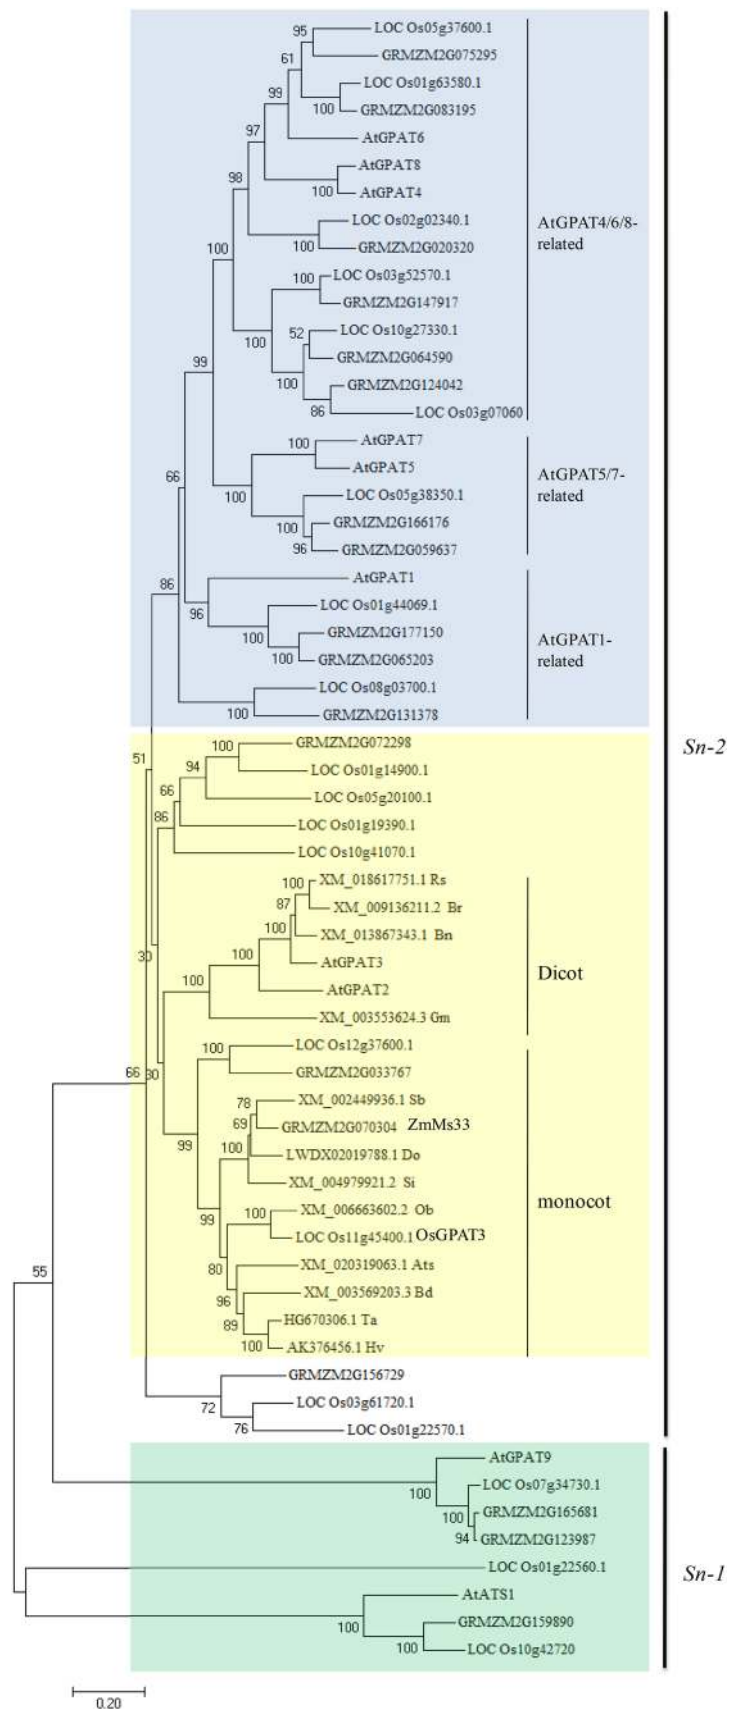 95
LOC Os05g37600.1
GRMZM2G075295
61
LOC Os01g63580.1
99
100
GRMZM2G083195
97
AtGPAT6
AtGPAT8
98
100
AtGPAT4
LOC Os02g02340.1
AtGPAT4/6/8-
related
100
100
GRMZM2G020320
100
LOC Os03g52570.1
GRMZM2G147917
100
52
LOC Os10g27330.1
99
GRMZM2G064590
100
GRMZM2G124042
86
LOC Os03g07060
100
AtGPAT7
AtGPAT5
AtGPAT5/7-
related
66
100
LOC Os05g38350.1
100
GRMZM2G166176
96
GRMZM2G059637
86
AtGPAT1
96
LOC Os01g44069.1
100
GRMZM2G177150
AtGPAT1-
related
100
GRMZM2G065203
LOC Os08g03700.1
100
GRMZM2G131378
51
100
GRMZM2G072298
Sn-2
94
LOC Os01g14900.1
66
LOC Os05g20100.1
86
LOC Os01g19390.1
LOC Os10g41070.1
100
XM_018617751.1 Rs
87
XM_009136211.2 Br
100
XM_013867343.1 Bn
30
100
AtGPAT3
Dicot
100
AtGPAT2
XM_003553624.3 Gm
100
LOC Os12g37600.1
66
30
GRMZM2G033767
78
XM_002449936.1 Sb
69
GRMZM2G070304 ZmMs33
99
100
LWDX02019788.1 Do
XM_004979921.2 Si
monocot
99
100
XM_006663602.2 Ob
LOC Os11g45400.1 OsGPAT3
80
XM_020319063.1 Ats
55
96
XM_003569203.3 Bd
89
HG670306.1 Ta
100
AK376456.1 Hv
GRMZM2G156729
72
LOC Os03g61720.1
76
LOC Os01g22570.1
AtGPAT9
100
LOC Os07g34730.1
100
GRMZM2G165681
94
GRMZM2G123987
LOC Os01g22560.1
Sn-1
AtATS1
100
GRMZM2G159890
100
LOC Os10g42720
0.20